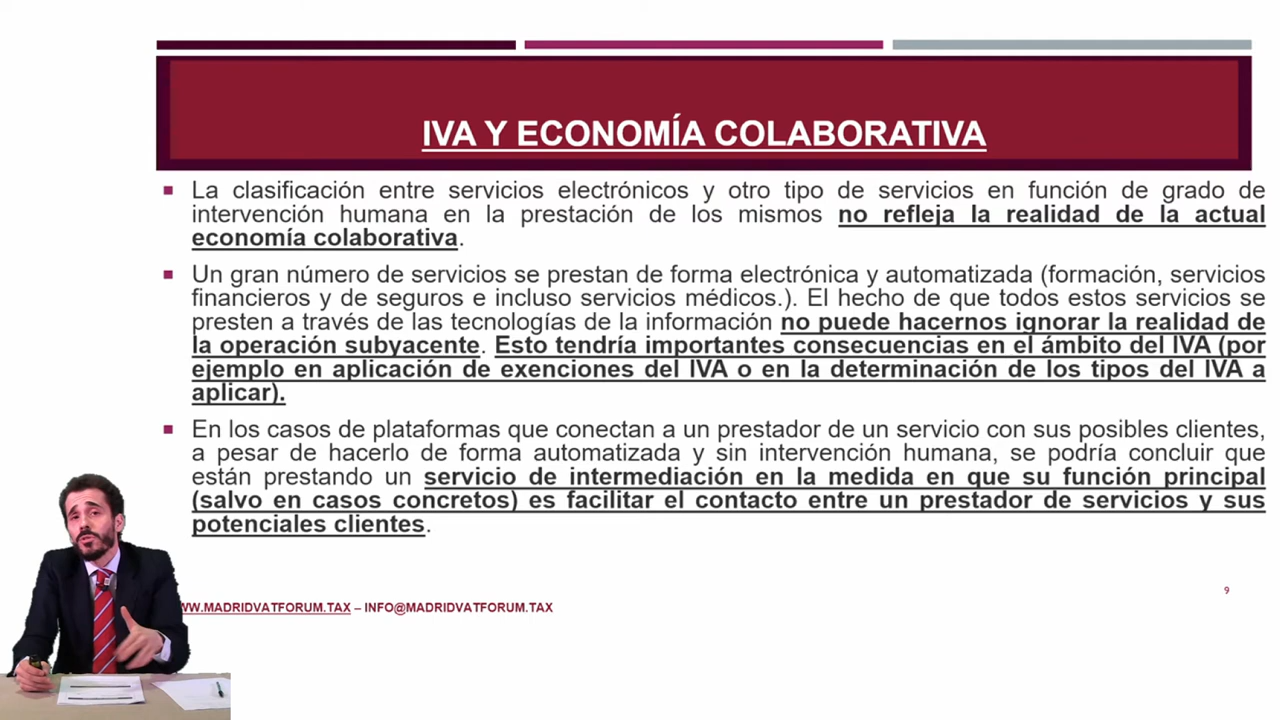 IVA Y ECONOMÍA COLABORATIVA
La clasificación entre servicios electrónicos y otro tipo de servicios en función de grado de
intervención humana en la prestación de los mismos no refleja la realidad de la actual
economía colaborativa.
Un gran número de servicios se prestan de forma electrónica y automatizada (formación, servicios
financieros y de seguros e incluso servicios médicos.). El hecho de que todos estos servicios se
presten a través de las tecnologías de la información no puede hacernos ignorar la realidad de
la operación subyacente. Esto tendría importantes consecuencias en el ámbito del IVA (por
ejemplo en aplicación de exenciones del IVA o en la determinación de los tipos del IVA a
aplicar).
En los casos de plataformas que conectan a un prestador de un servicio con sus posibles clientes,
a pesar de hacerlo de forma automatizada y sin intervención humana, se podría concluir que
están prestando un servicio de intermediación en la medida en que su función principal
(salvo en casos concretos) es facilitar el contacto entre un prestador de servicios y sus
potenciales clientes.
WW.MADRIDVATFORUM.TAX – INFO@MADRIDVATFORUM.TAX
9